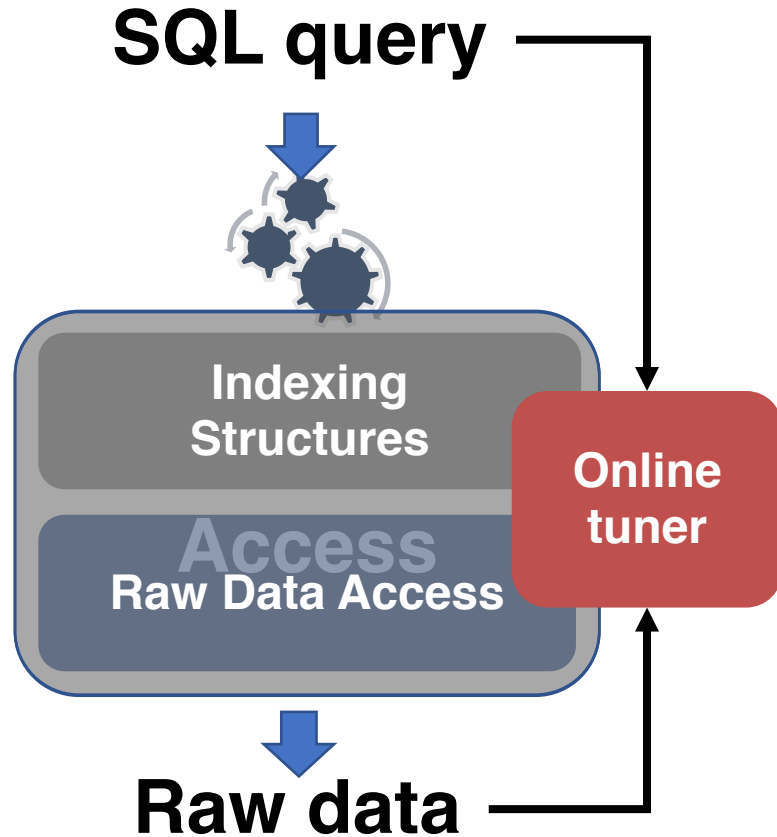 SQL query
Indexing
Structures
Online
tuner
Access
Raw Data Access
Raw data